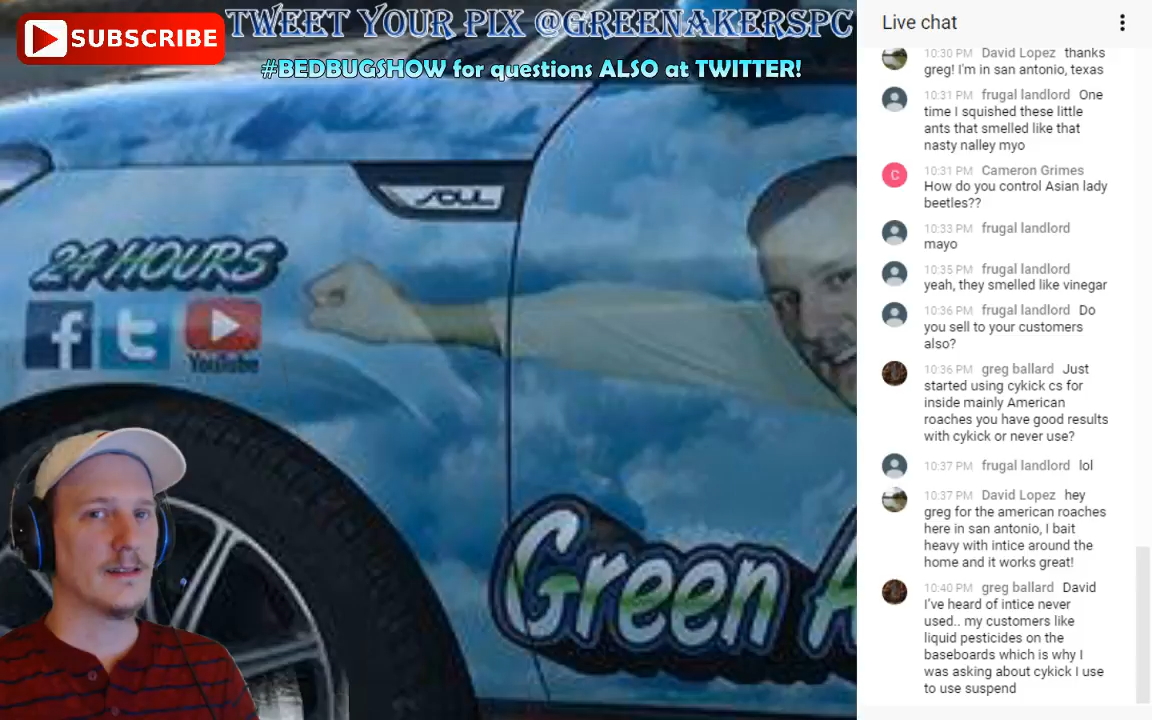 SUBSCRIBE
TWEET YOUR PIX @GREENAKERSPC
#BEDBUGSHOW for questions ALSO at TWITTER!
SOUL
24 HOURS
f
t
YouTube
Green A
Live chat
10:30 PM David Lopez thanks
greg! I'm in san antonio, texas
10:31 PM frugal landlord One
time I squished these little
ants that smelled like that
nasty nalley myo
C
10:31 PM Cameron Grimes
How do you control Asian lady
beetles??
10:33 PM frugal landlord
mayo
10:35 PM frugal landlord
yeah, they smelled like vinegar
10:36 PM frugal landlord Do
you sell to your customers
also?
10:36 PM greg ballard Just
started using cykick cs for
inside mainly American
roaches you have good results
with cykick or never use?
10:37 PM frugal landlord lol
10:37 PM David Lopez hey
greg for the american roaches
here in san antonio, I bait
heavy with intice around the
home and it works great!
10:40 PM greg ballard David
I've heard of intice never
used.. my customers like
liquid pesticides on the
baseboards which is why I
was asking about cykick I use
to use suspend